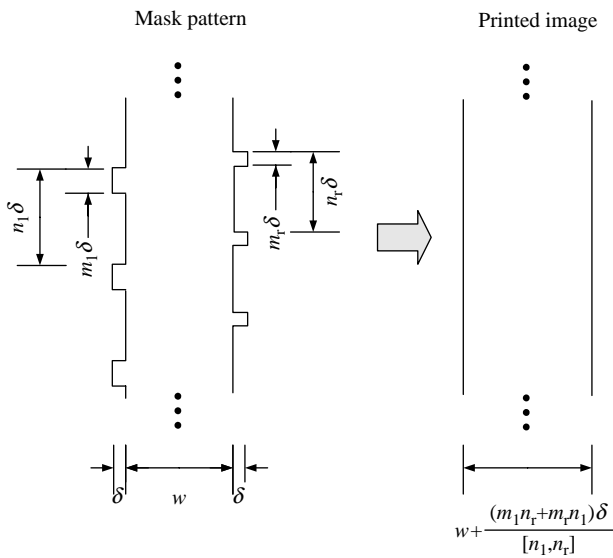 Mask pattern
Printed image
n₁δ
m₁δ
mᵣδ
nᵣδ
δ
w
δ
w+ (m₁nᵣ+mᵣn₁)δ / [n₁,nᵣ]